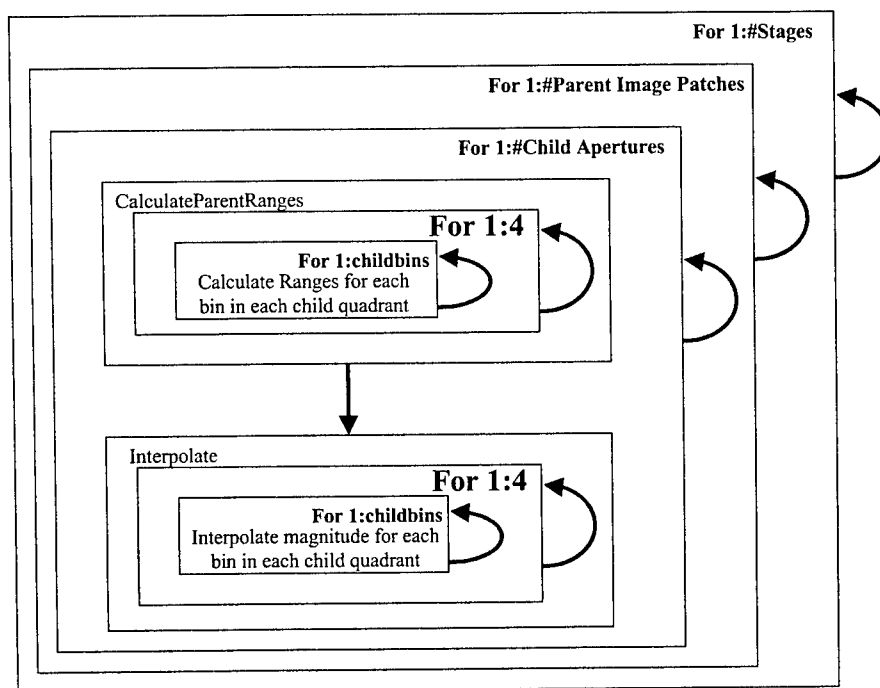 For 1:#Stages
For 1:#Parent Image Patches
For 1:#Child Apertures
CalculateParentRanges
For 1:4
For 1:childbins
Calculate Ranges for each
bin in each child quadrant
Interpolate
For 1:4
For 1:childbins
Interpolate magnitude for each
bin in each child quadrant